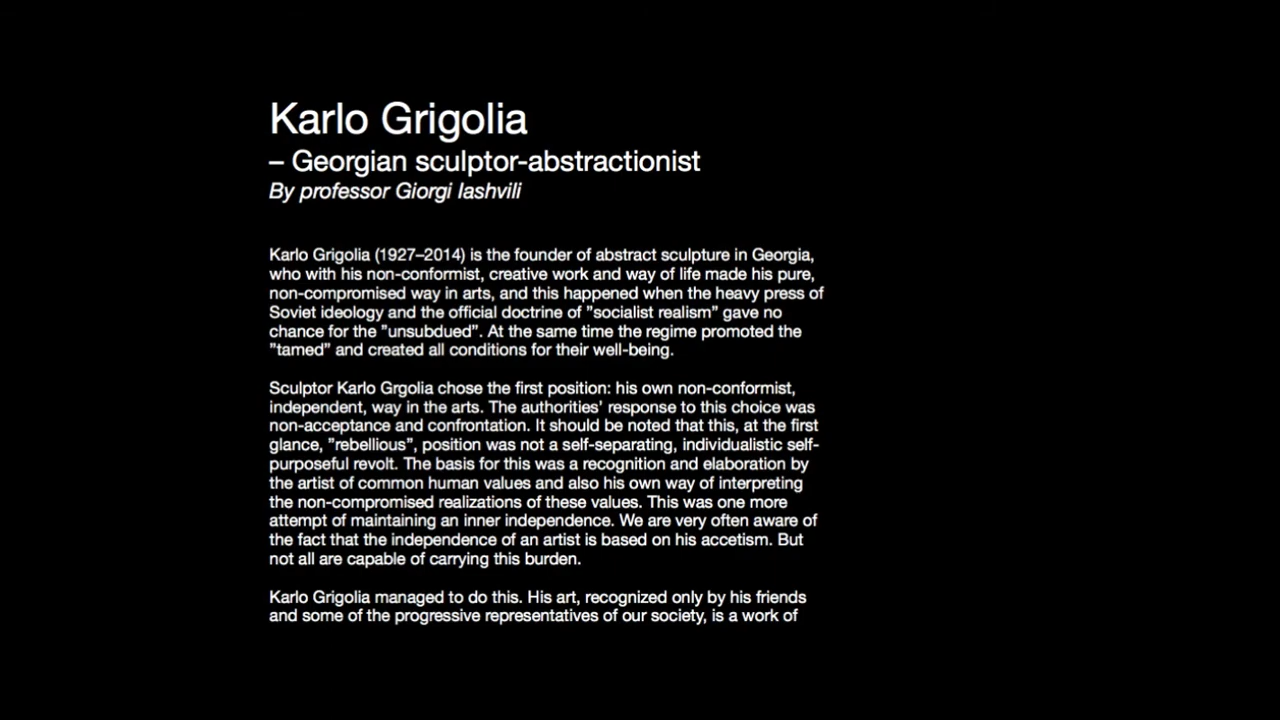 Karlo Grigolia
– Georgian sculptor-abstractionist
By professor Giorgi Iashvili
Karlo Grigolia (1927–2014) is the founder of abstract sculpture in Georgia,
who with his non-conformist, creative work and way of life made his pure,
non-compromised way in arts, and this happened when the heavy press of
Soviet ideology and the official doctrine of ”socialist realism” gave no
chance for the ”unsubdued”. At the same time the regime promoted the
”tamed” and created all conditions for their well-being.
Sculptor Karlo Grgolia chose the first position: his own non-conformist,
independent, way in the arts. The authorities’ response to this choice was
non-acceptance and confrontation. It should be noted that this, at the first
glance, ”rebellious”, position was not a self-separating, individualistic self-
purposeful revolt. The basis for this was a recognition and elaboration by
the artist of common human values and also his own way of interpreting
the non-compromised realizations of these values. This was one more
attempt of maintaining an inner independence. We are very often aware of
the fact that the independence of an artist is based on his accetism. But
not all are capable of carrying this burden.
Karlo Grigolia managed to do this. His art, recognized only by his friends
and some of the progressive representatives of our society, is a work of